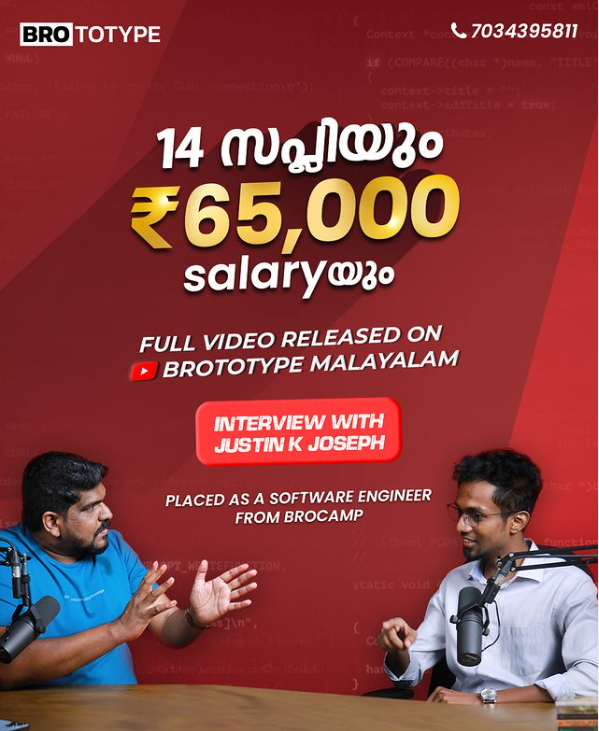 BROTOTYPE
7034395811
14 സപ്ലിയും
₹65,000
salaryയും
FULL VIDEO RELEASED ON
BROTOTYPE MALAYALAM
INTERVIEW WITH
JUSTIN K JOSEPH
PLACED AS A SOFTWARE ENGINEER
FROM BROCAMP